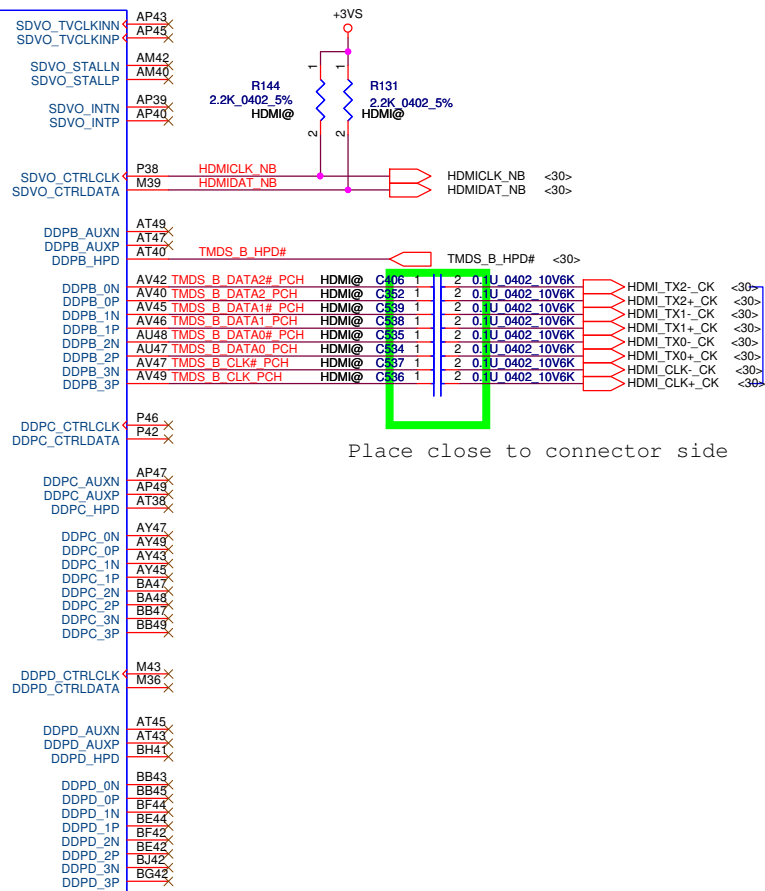 +3VS
SDVO_TVCLKINN AP43
SDVO_TVCLKINP AP45
SDVO_STALLN AM42
SDVO_STALLP AM40
R144 R131
2.2K_0402_5% 2.2K_0402_5%
HDMI@ HDMI@
1 1
2 2
SDVO_INTN AP39
SDVO_INTP AP40
SDVO_CTRLCLK P38 HDMICLK_NB HDMICLK_NB <30>
SDVO_CTRLDATA M39 HDMIDAT_NB HDMIDAT_NB <30>
DDPB_AUXN AT49
DDPB_AUXP AT47
DDPB_HPD AT40 TMDS_B_HPD# TMDS_B_HPD# <30>
DDPB_0N AV42 TMDS_B_DATA2#_PCH HDMI@ C406 1 2 0.1U_0402_10V6K HDMI_TX2-_CK <30>
DDPB_0P AV40 TMDS_B_DATA2_PCH HDMI@ C352 1 2 0.1U_0402_10V6K HDMI_TX2+_CK <30>
DDPB_1N AV45 TMDS_B_DATA1#_PCH HDMI@ C539 1 2 0.1U_0402_10V6K HDMI_TX1-_CK <30>
DDPB_1P AV46 TMDS_B_DATA1_PCH HDMI@ C538 1 2 0.1U_0402_10V6K HDMI_TX1+_CK <30>
DDPB_2N AU48 TMDS_B_DATA0#_PCH HDMI@ C535 1 2 0.1U_0402_10V6K HDMI_TX0-_CK <30>
DDPB_2P AU47 TMDS_B_DATA0_PCH HDMI@ C534 1 2 0.1U_0402_10V6K HDMI_TX0+_CK <30>
DDPB_3N AV47 TMDS_B_CLK#_PCH HDMI@ C537 1 2 0.1U_0402_10V6K HDMI_CLK-_CK <30>
DDPB_3P AV49 TMDS_B_CLK_PCH HDMI@ C536 1 2 0.1U_0402_10V6K HDMI_CLK+_CK <30>
DDPC_CTRLCLK P46
DDPC_CTRLDATA P42
Place close to connector side
DDPC_AUXN AP47
DDPC_AUXP AP49
DDPC_HPD AT38
DDPC_0N AY47
DDPC_0P AY49
DDPC_1N AY43
DDPC_1P AY45
DDPC_2N BA47
DDPC_2P BA48
DDPC_3N BB47
DDPC_3P BB49
DDPD_CTRLCLK M43
DDPD_CTRLDATA M36
DDPD_AUXN AT45
DDPD_AUXP AT43
DDPD_HPD BH41
DDPD_0N BB43
DDPD_0P BB45
DDPD_1N BF44
DDPD_1P BE44
DDPD_2N BF42
DDPD_2P BE42
DDPD_3N BJ42
DDPD_3P BG42